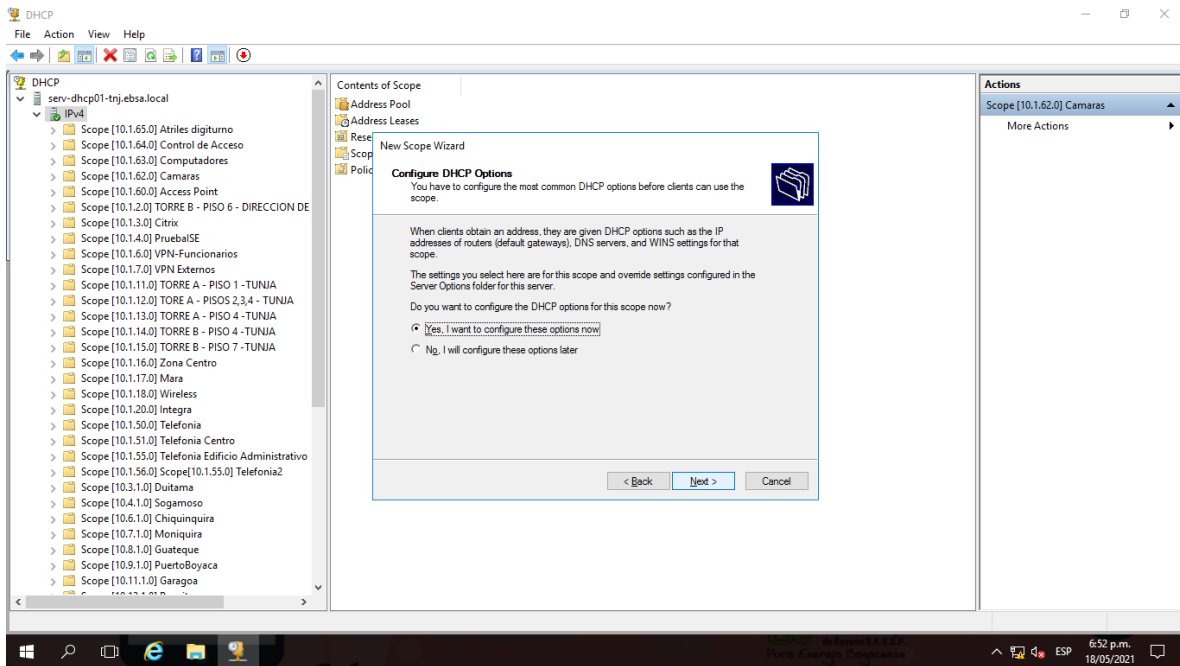 DHCP
File Action View Help
DHCP
serv-dhcp01-tnj.ebsa.local
IPv4
Scope [10.1.65.0] Atriles digiturno
Scope [10.1.64.0] Control de Acceso
Scope [10.1.63.0] Computadores
Scope [10.1.62.0] Camaras
Scope [10.1.60.0] Access Point
Scope [10.1.2.0] TORRE B - PISO 6 - DIRECCION DE
Scope [10.1.3.0] Citrix
Scope [10.1.4.0] PruebaISE
Scope [10.1.6.0] VPN-Funcionarios
Scope [10.1.7.0] VPN Externos
Scope [10.1.11.0] TORRE A - PISO 1 -TUNJA
Scope [10.1.12.0] TORE A - PISOS 2,3,4 - TUNJA
Scope [10.1.13.0] TORRE A - PISO 4 -TUNJA
Scope [10.1.14.0] TORRE B - PISO 4 -TUNJA
Scope [10.1.15.0] TORRE B - PISO 7 -TUNJA
Scope [10.1.16.0] Zona Centro
Scope [10.1.17.0] Mara
Scope [10.1.18.0] Wireless
Scope [10.1.20.0] Integra
Scope [10.1.50.0] Telefonia
Scope [10.1.51.0] Telefonia Centro
Scope [10.1.55.0] Telefonia Edificio Administrativo
Scope [10.1.56.0] Scope[10.1.55.0] Telefonia2
Scope [10.3.1.0] Duitama
Scope [10.4.1.0] Sogamoso
Scope [10.6.1.0] Chiquinquira
Scope [10.7.1.0] Moniquira
Scope [10.8.1.0] Guateque
Scope [10.9.1.0] PuertoBoyaca
Scope [10.11.1.0] Garagoa
Contents of Scope
Address Pool
Address Leases
Rese
Scop
Polic
New Scope Wizard
Configure DHCP Options
You have to configure the most common DHCP options before clients can use the
scope.
When clients obtain an address, they are given DHCP options such as the IP
addresses of routers (default gateways), DNS servers, and WINS settings for that
scope.
The settings you select here are for this scope and override settings configured in the
Server Options folder for this server.
Do you want to configure the DHCP options for this scope now?
Yes, I want to configure these options now
No, I will configure these options later
< Back Next > Cancel
Actions
Scope [10.1.62.0] Camaras
More Actions
Pura Energía Boyacense
ESP
6:52 p.m.
18/05/2021